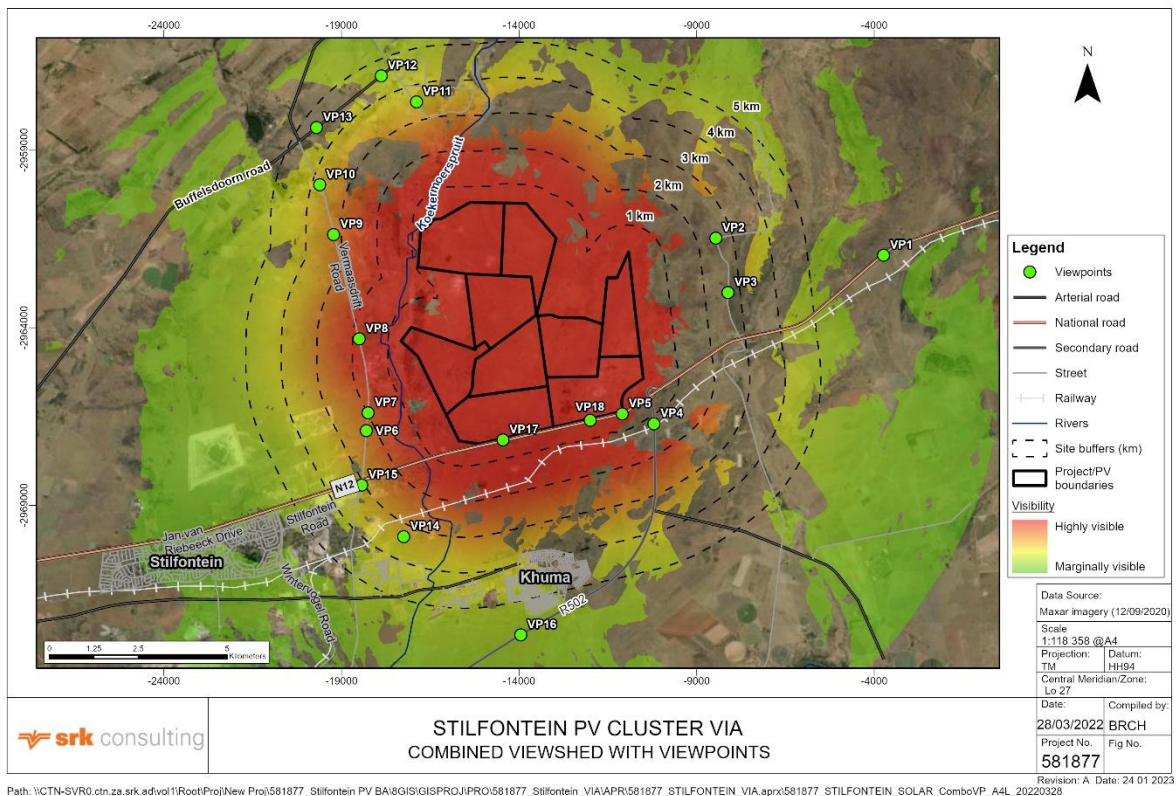 -24000
-19000
-14000
-9000
-4000
N
VP12
VP11
5 km
VP13
4 km
-2959000
3 km
Buffelsdoorn road
VP10
Koekermoerspruit
2 km
1 km
VP9
VP2
VP1
Vermaasdrift
Road
VP3
-2964000
VP8
VP7
VP6
VP18
VP5
VP4
VP17
VP15
N12
-2969000
Jan van
Riebeeck Drive
Stilfontein
Road
VP14
Stilfontein
Wintervogel Road
Khuma
R502
VP16
0 1.25 2.5 5
Kilometers
-24000
-19000
-14000
-9000
-4000
Legend
Viewpoints
Arterial road
National road
Secondary road
Street
Railway
Rivers
Site buffers (km)
Project/PV
boundaries
Visibility
Highly visible
Marginally visible
Data Source:
Maxar imagery (12/09/2020)
Scale
1:118 358 @A4
Projection:
TM
Datum:
HH94
Central Meridian/Zone:
Lo 27
Date:
28/03/2022
Compiled by:
BRCH
Project No.
581877
Fig No.
Revision: A Date: 24 01 2023
srk consulting
STILFONTEIN PV CLUSTER VIA
COMBINED VIEWSHED WITH VIEWPOINTS
Path: \\CTN-SVR0.ctn.za.srk.ad\vol1\Root\Proj\New Proj\581877_Stilfontein PV BA\8GIS\GISPROJ\PRO\581877_Stilfontein_VIA\APR\581877_STILFONTEIN_VIA.aprx\581877_STILFONTEIN_SOLAR_ComboVP_A4L_20220328